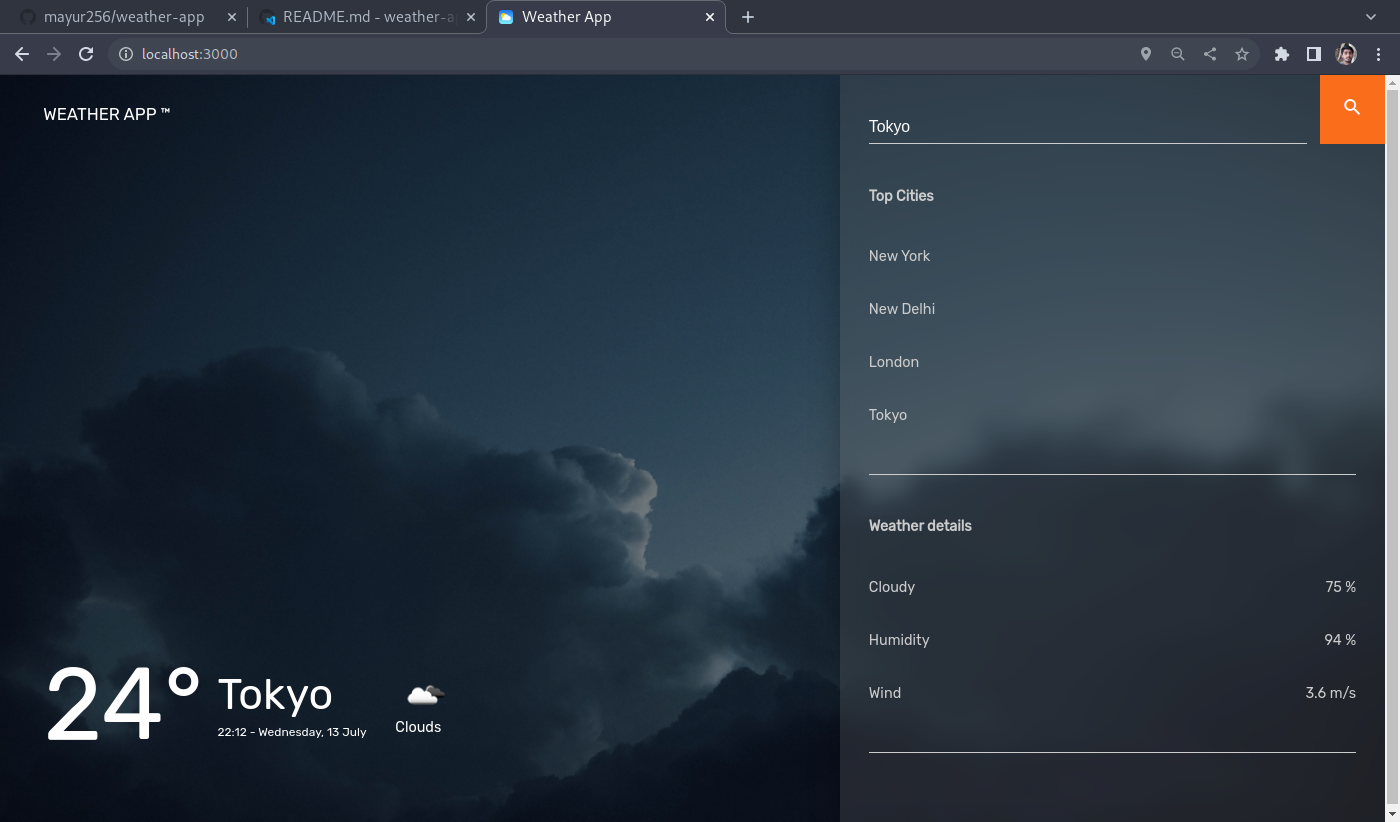 mayur256/weather-app
README.md - weather-a
Weather App
localhost:3000
WEATHER APP ™
Tokyo
Top Cities
New York
New Delhi
London
Tokyo
Weather details
Cloudy 75 %
Humidity 94 %
Wind 3.6 m/s
24° Tokyo
22:12 - Wednesday, 13 July
Clouds